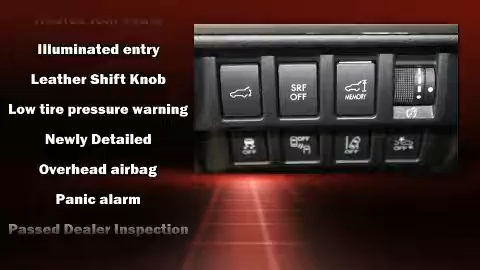 Illuminated entry
Leather Shift Knob
Low tire pressure warning
Newly Detailed
Overhead airbag
Panic alarm
Passed Dealer Inspection
SRF
OFF
MEMORY
OFF
OFF
OFF
OFF